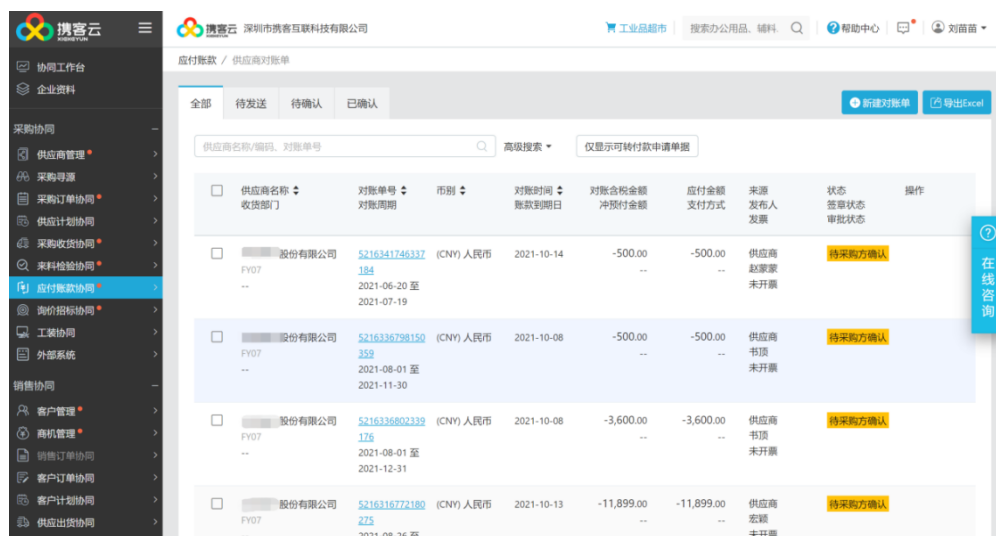 携客云
XIEKEYUN
携客云 深圳市携客互联科技有限公司
工业品超市
搜索办公用品、辅料
帮助中心
刘苗苗
协同工作台
企业资料
采购协同
供应商管理
采购寻源
采购订单协同
供应计划协同
采购收货协同
来料检验协同
应付账款协同
询价招标协同
工装协同
外部系统
销售协同
客户管理
商机管理
销售订单协同
客户订单协同
客户计划协同
供应出货协同
应付账款 / 供应商对账单
全部 待发送 待确认 已确认
新建对账单 导出Excel
供应商名称/编码、对账单号
高级搜索
仅显示可转付款申请单据
供应商名称 对账单号 币别 对账时间 对账含税金额 应付金额 来源 状态 操作
收货部门 对账周期 账款到期日 冲预付金额 支付方式 发布人 签章状态
发票 审批状态
股份有限公司 5216341746337 (CNY) 人民币 2021-10-14 -500.00 -500.00 供应商 待采购方确认
FY07 184 -- -- 赵蒙蒙
-- 2021-06-20 至 未开票
2021-07-19
股份有限公司 5216336798150 (CNY) 人民币 2021-10-08 -500.00 -500.00 供应商 待采购方确认
FY07 359 -- -- 书顶
-- 2021-08-01 至 未开票
2021-11-30
股份有限公司 5216336802339 (CNY) 人民币 2021-10-08 -3,600.00 -3,600.00 供应商 待采购方确认
FY07 176 -- -- 书顶
-- 2021-08-01 至 未开票
2021-12-31
股份有限公司 5216316772180 (CNY) 人民币 2021-10-13 -11,899.00 -11,899.00 供应商 待采购方确认
FY07 275 -- -- 宏颖
-- 2021-08-26 至 未开票
在线咨询